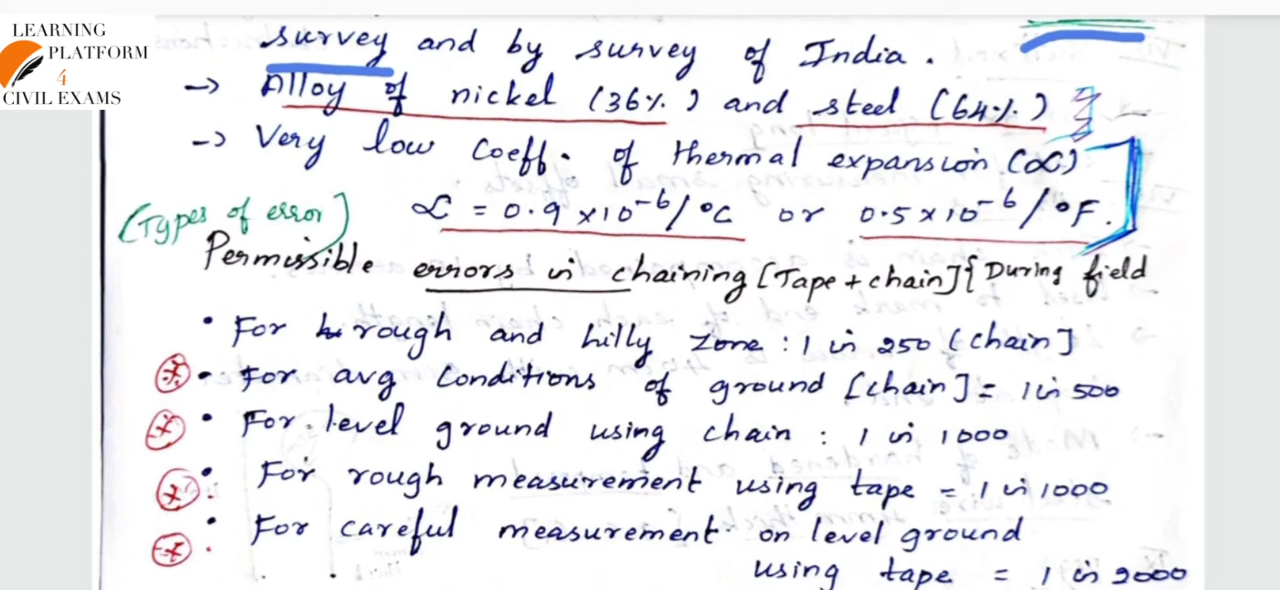 LEARNING
PLATFORM
4
CIVIL EXAMS
survey and by survey of India.
→ Alloy of nickel (36%) and steel (64%)
→ Very low coeff. of thermal expansion (α)
α = 0.9 × 10⁻⁶/°C or 0.5 × 10⁻⁶/°F.
(Types of error)
Permissible errors in chaining [Tape + chain] { During field
• For rough and hilly zone : 1 in 250 [chain]
• For avg conditions of ground [chain] = 1 in 500
• For level ground using chain : 1 in 1000
• For rough measurement using tape = 1 in 1000
• For careful measurement on level ground
using tape = 1 in 2000